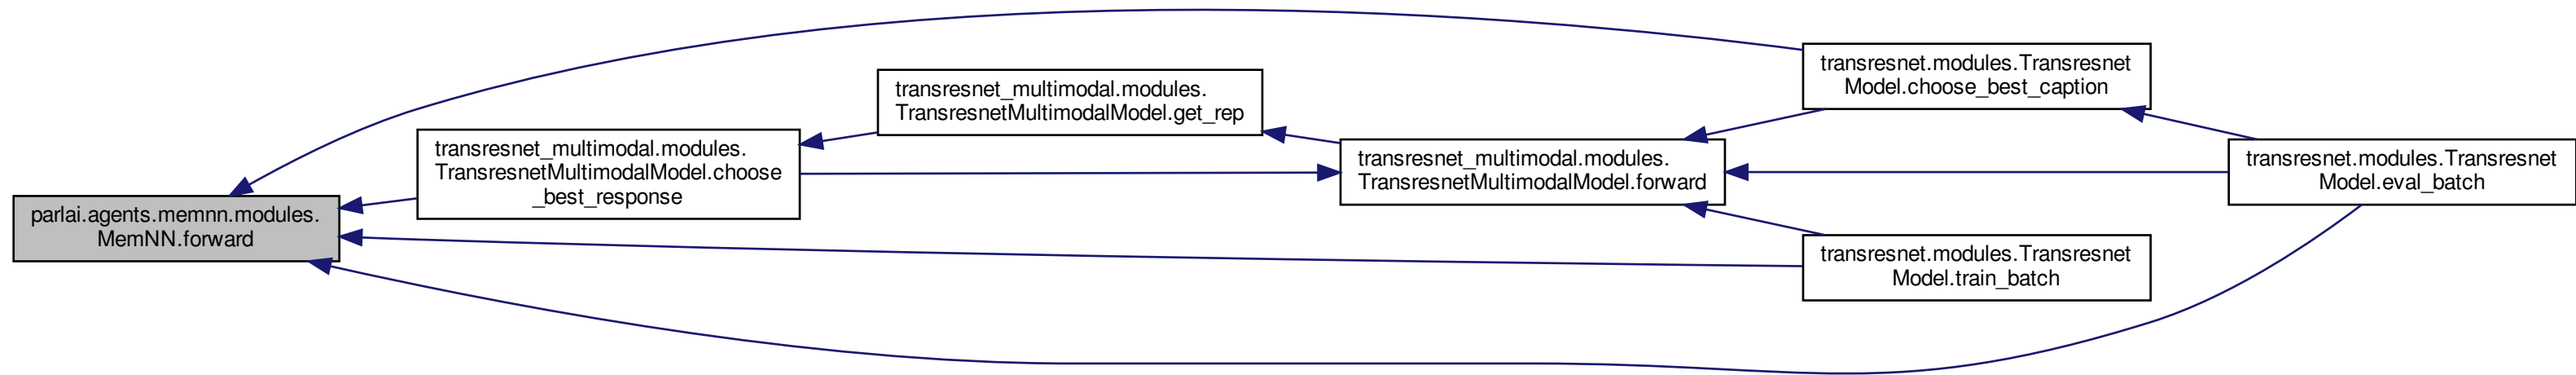 parlai.agents.memnn.modules.
MemNN.forward
transresnet_multimodal.modules.
TransresnetMultimodalModel.choose
_best_response
transresnet_multimodal.modules.
TransresnetMultimodalModel.get_rep
transresnet_multimodal.modules.
TransresnetMultimodalModel.forward
transresnet.modules.Transresnet
Model.choose_best_caption
transresnet.modules.Transresnet
Model.eval_batch
transresnet.modules.Transresnet
Model.train_batch